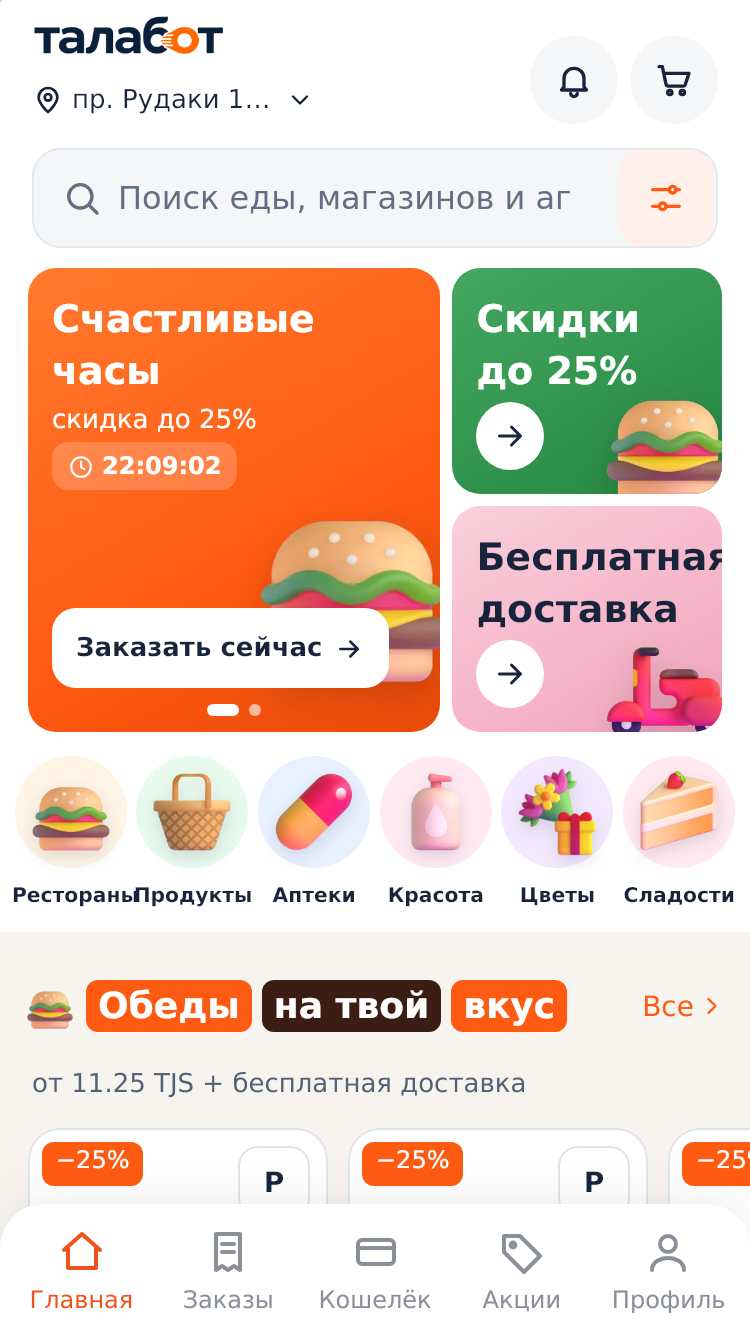 талабот
пр. Рудаки 1...
Поиск еды, магазинов и аг
Счастливые
часы
скидка до 25%
22:09:02
Заказать сейчас
Скидки
до 25%
Бесплатная
доставка
Рестораны Продукты Аптеки Красота Цветы Сладости
Обеды на твой вкус Все
от 11.25 TJS + бесплатная доставка
−25% Р −25% Р −25%
Главная Заказы Кошелёк Акции Профиль